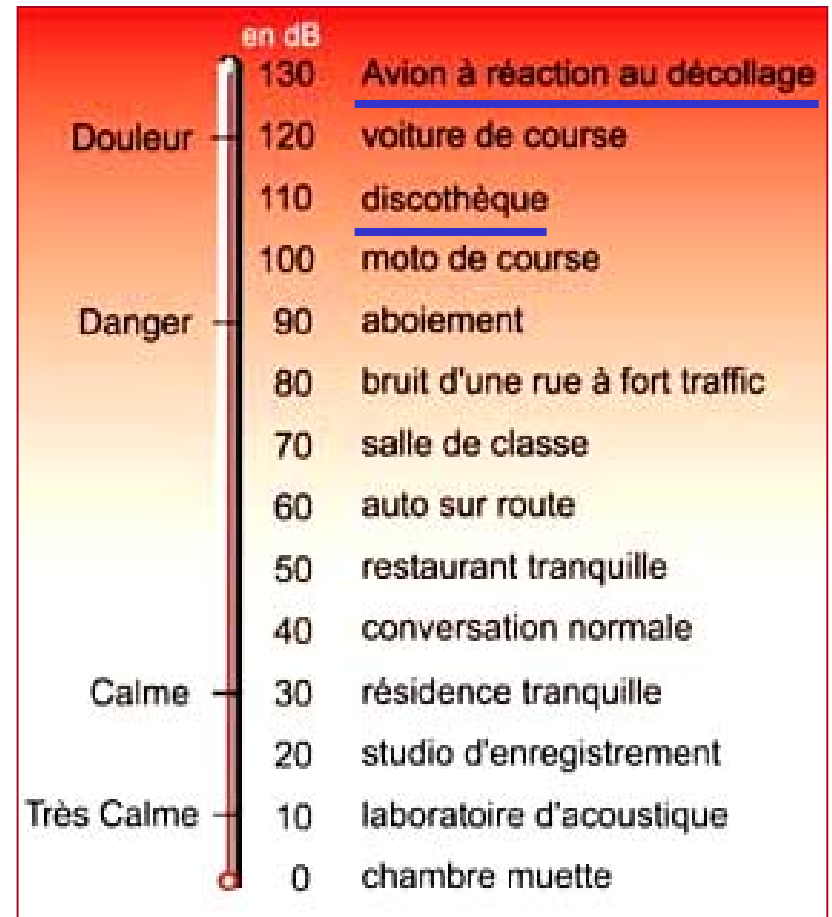 en dB
130 Avion à réaction au décollage
Douleur 120 voiture de course
110 discothèque
100 moto de course
Danger 90 aboiement
80 bruit d'une rue à fort traffic
70 salle de classe
60 auto sur route
50 restaurant tranquille
40 conversation normale
Calme 30 résidence tranquille
20 studio d'enregistrement
Très Calme 10 laboratoire d'acoustique
0 chambre muette